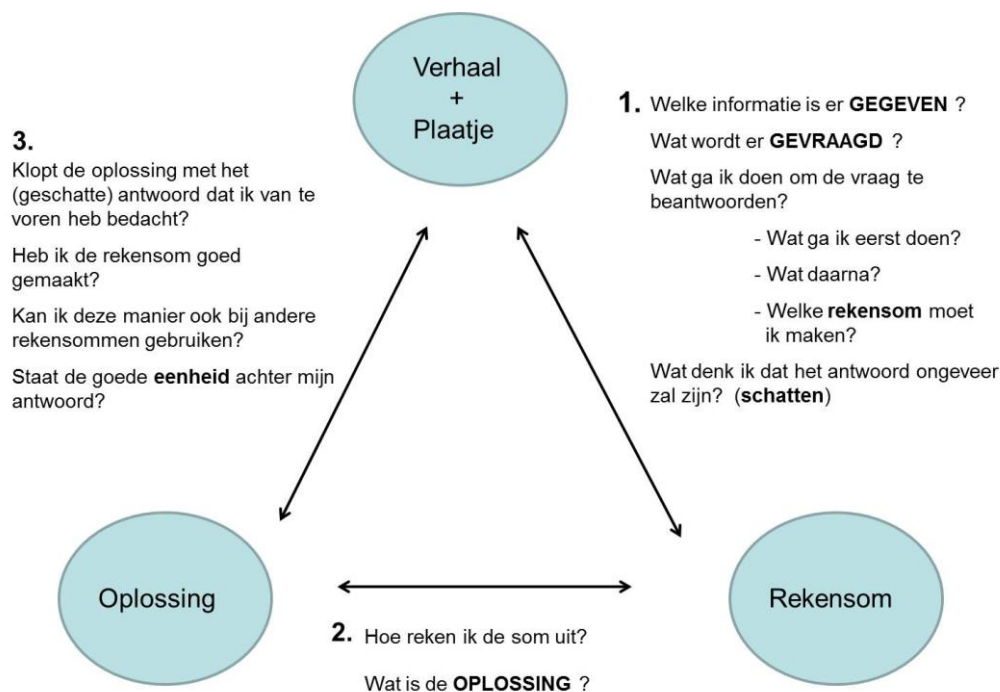 Verhaal
+
Plaatje
1. Welke informatie is er GEGEVEN ?
Wat wordt er GEVRAAGD ?
Wat ga ik doen om de vraag te
beantwoorden?
- Wat ga ik eerst doen?
- Wat daarna?
- Welke rekensom moet
ik maken?
Wat denk ik dat het antwoord ongeveer
zal zijn? (schatten)
Rekensom
2. Hoe reken ik de som uit?
Wat is de OPLOSSING ?
Oplossing
3.
Klopt de oplossing met het
(geschatte) antwoord dat ik van te
voren heb bedacht?
Heb ik de rekensom goed
gemaakt?
Kan ik deze manier ook bij andere
rekensommen gebruiken?
Staat de goede eenheid achter mijn
antwoord?